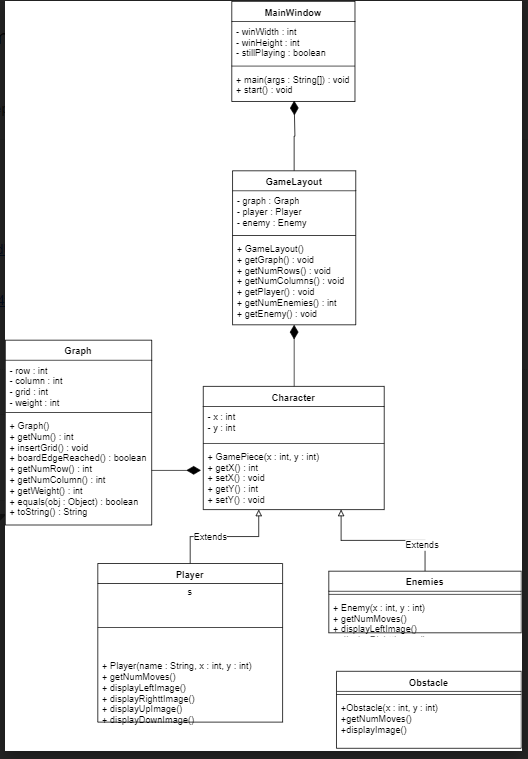 MainWindow
- winWidth : int
- winHeight : int
- stillPlaying : boolean
+ main(args : String[]) : void
+ start() : void
GameLayout
- graph : Graph
- player : Player
- enemy : Enemy
+ GameLayout()
+ getGraph() : void
+ getNumRows() : void
+ getNumColumns() : void
+ getPlayer() : void
+ getNumEnemies() : int
+ getEnemy() : void
Graph
- row : int
- column : int
- grid : int
- weight : int
+ Graph()
+ getNum() : int
+ insertGrid() : void
+ boardEdgeReached() : boolean
+ getNumRow() : int
+ getNumColumn() : int
+ getWeight() : int
+ equals(obj : Object) : boolean
+ toString() : String
Character
- x : int
- y : int
+ GamePiece(x : int, y : int)
+ getX() : int
+ setX() : void
+ getY() : int
+ setY() : void
Extends
Extends
Player
s
+ Player(name : String, x : int, y : int)
+ getNumMoves()
+ displayLeftImage()
+ displayRighttImage()
+ displayUpImage()
+ displayDownImage()
Enemies
+ Enemy(x : int, y : int)
+ getNumMoves()
+ displayLeftImage()
Obstacle
+Obstacle(x : int, y : int)
+getNumMoves()
+displayImage()